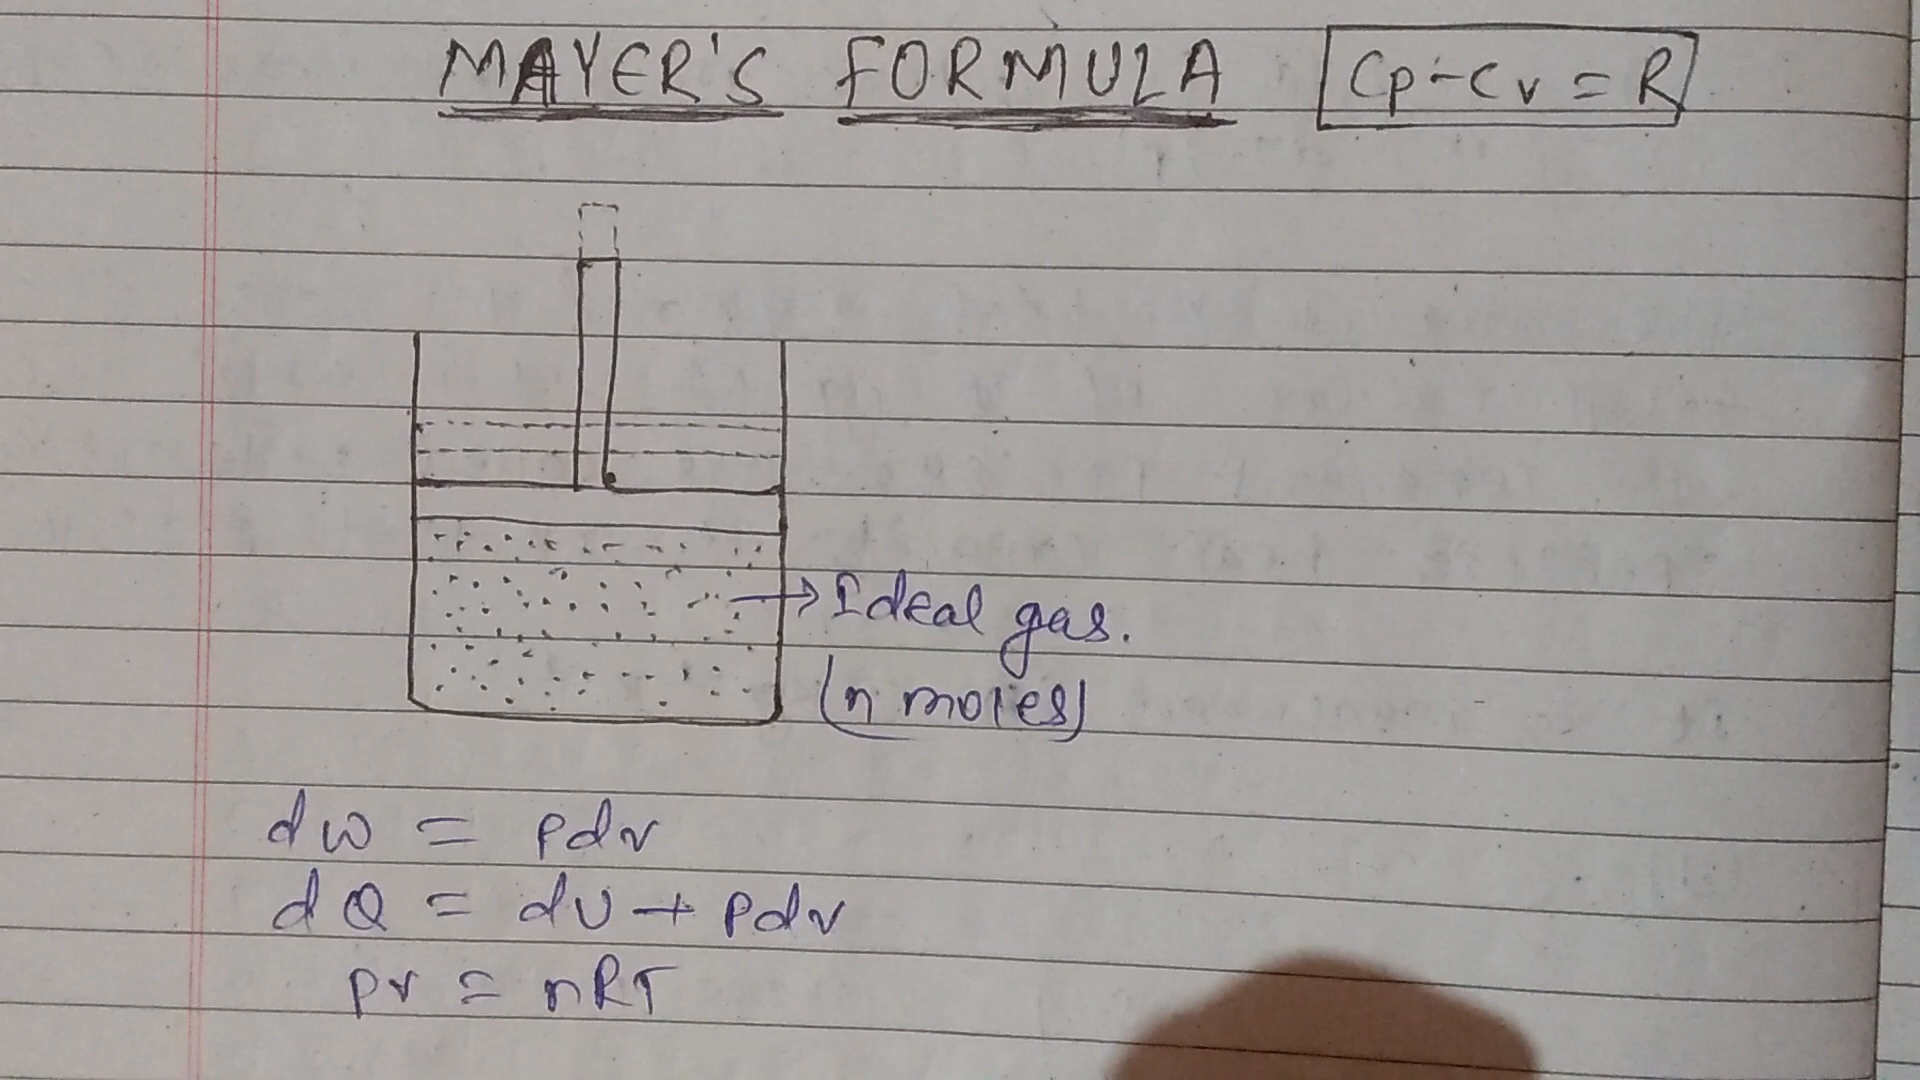 MAYER'S FORMULA Cp-Cv = R
→ Ideal gas.
(n moles)
dw = pdv
dQ = dU + pdv
pv = nRT